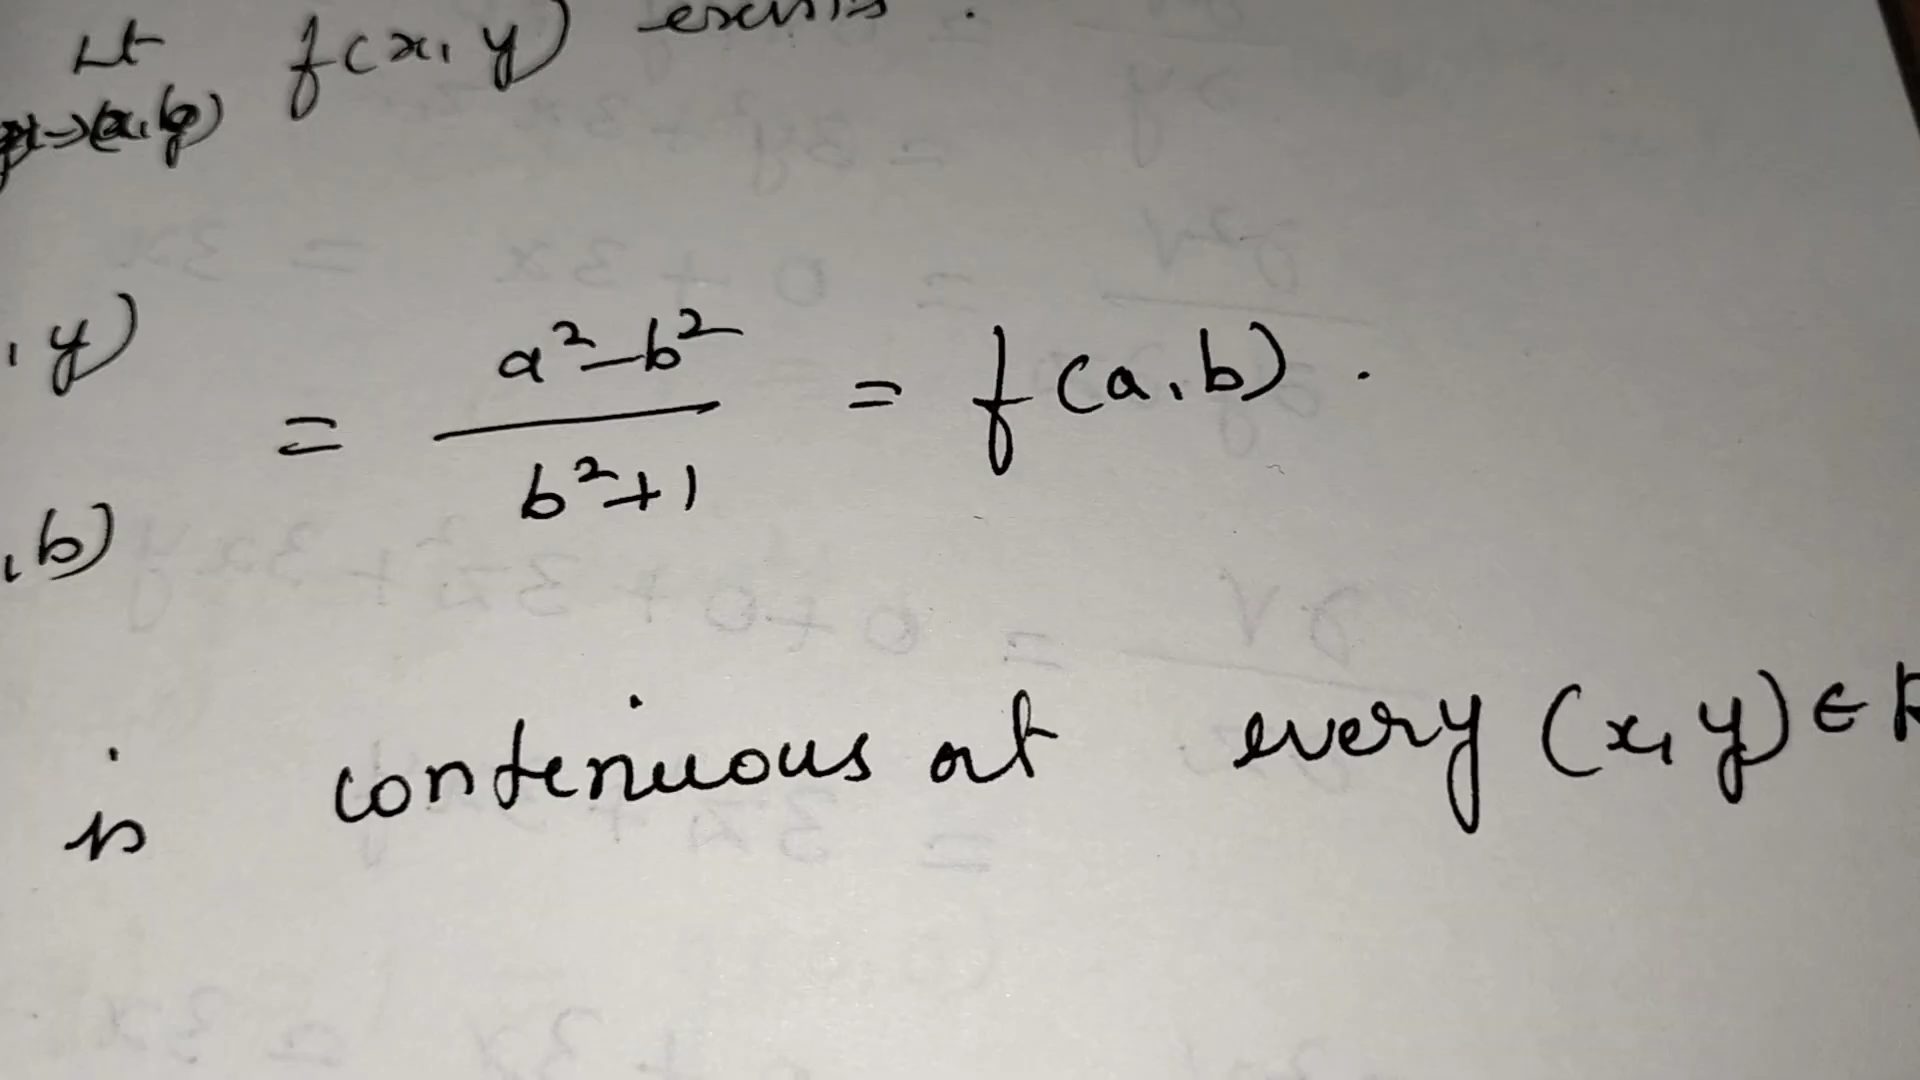 Lt f(x, y) exists.
→(a,b)
, y) = a²-b² / b²+1 = f(a,b).
,b)
is continuous at every (x, y) ∈